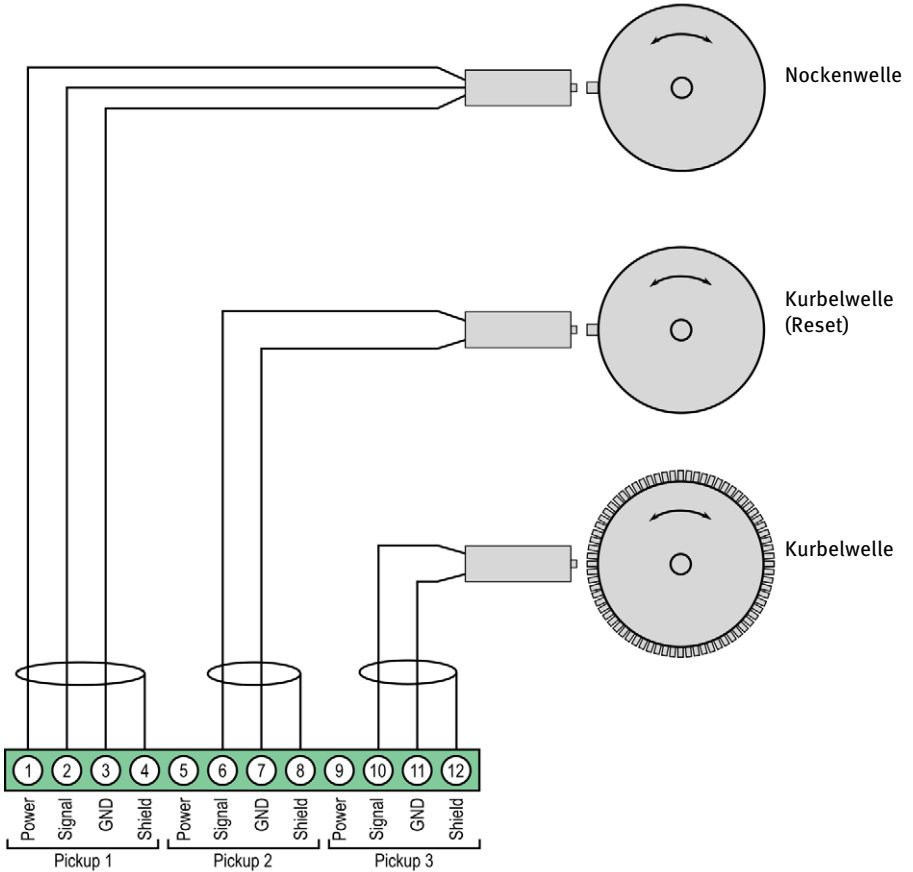 Nockenwelle
Kurbelwelle
(Reset)
Kurbelwelle
1 2 3 4 5 6 7 8 9 10 11 12
Power Signal GND Shield Power Signal GND Shield Power Signal GND Shield
Pickup 1 Pickup 2 Pickup 3